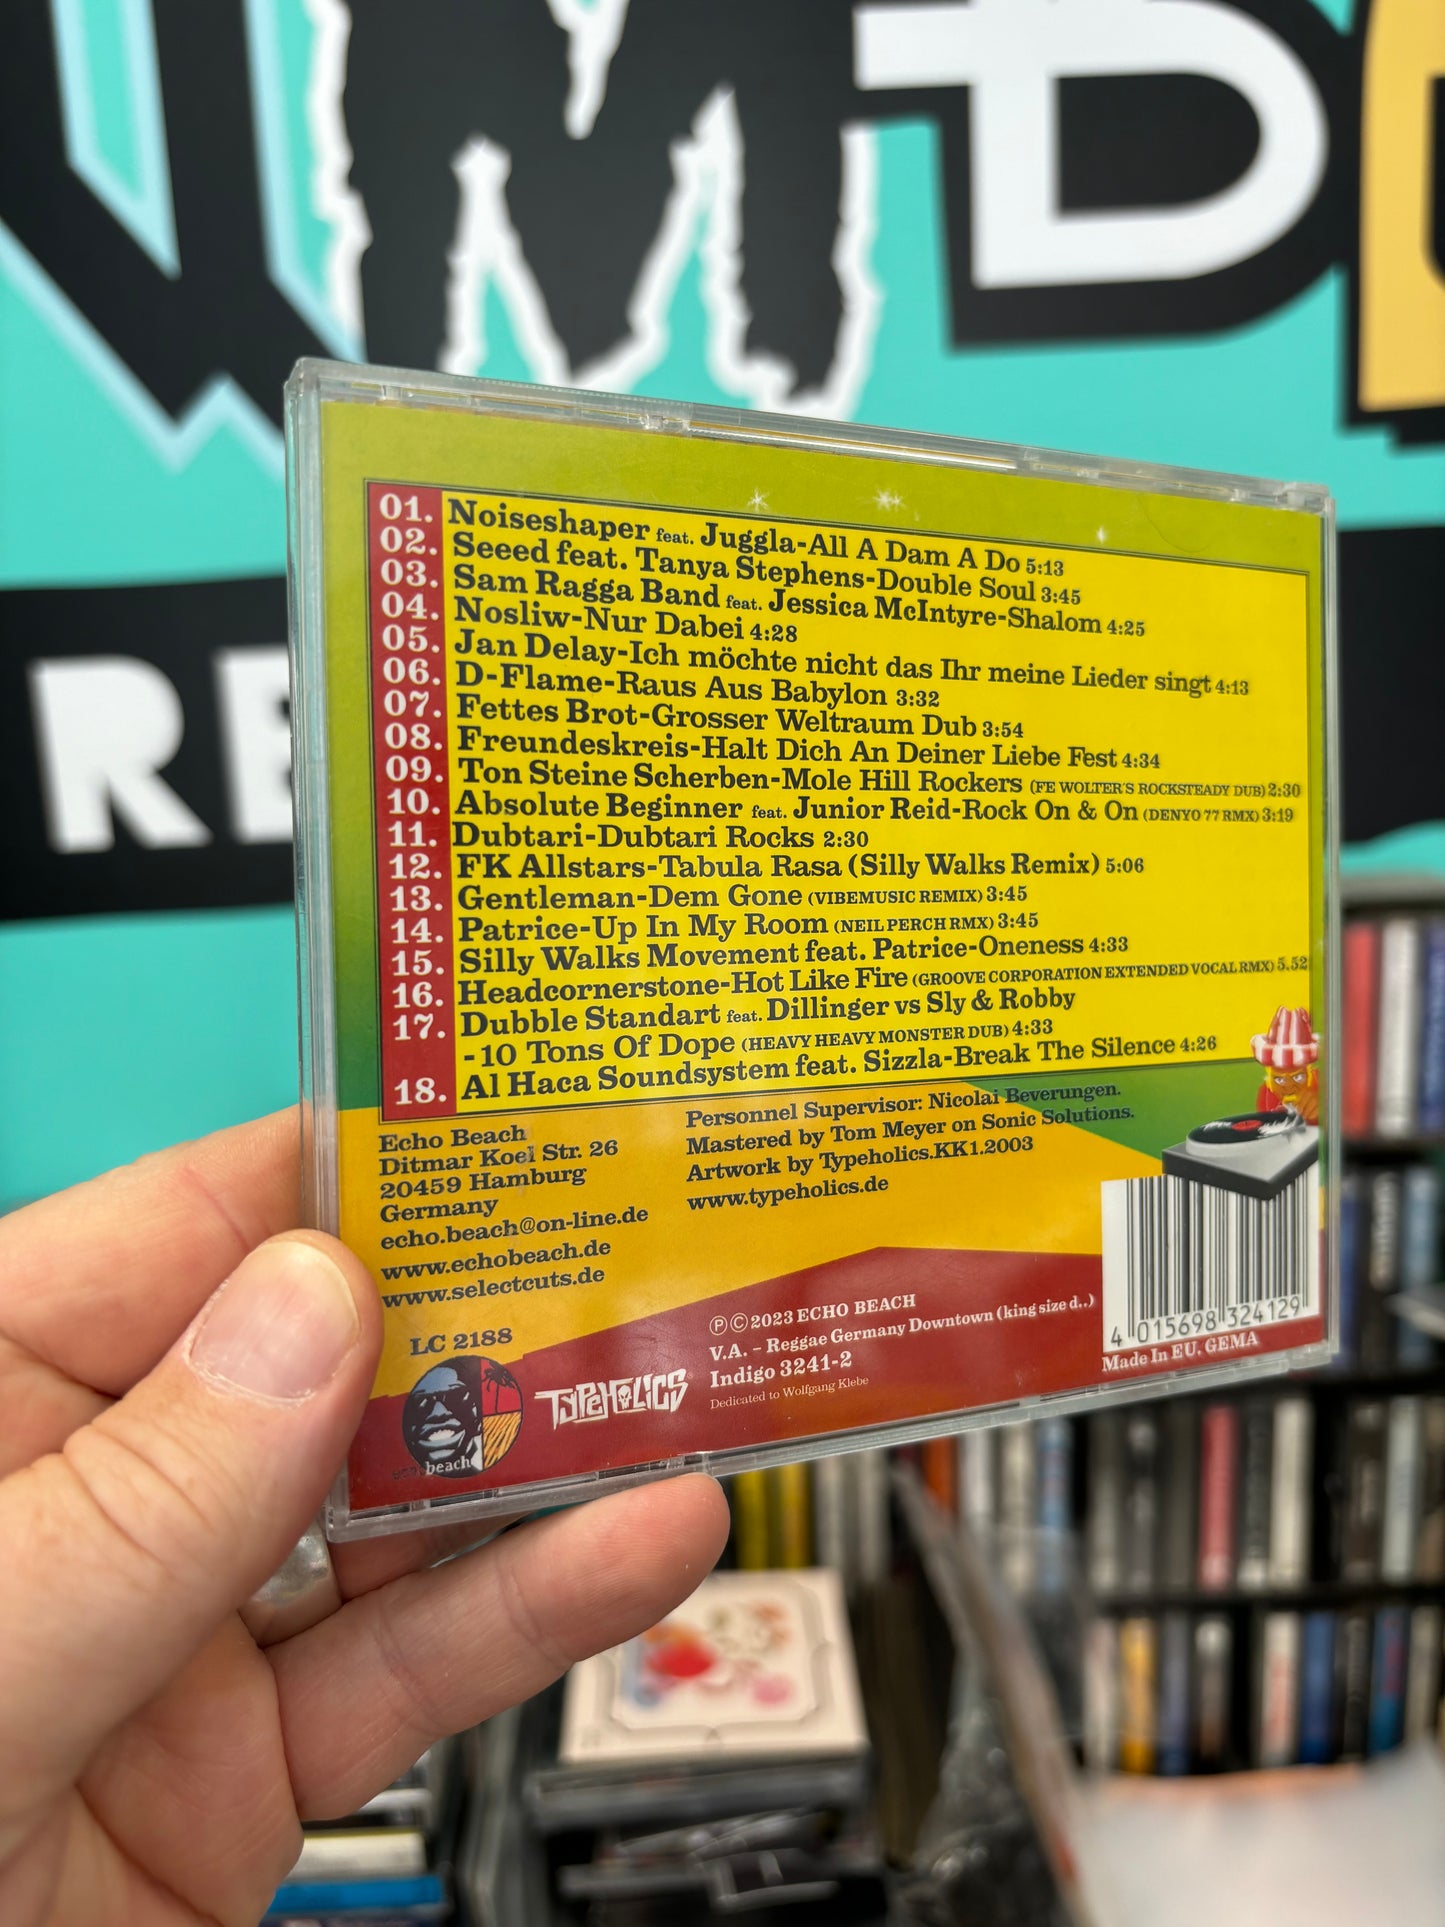 RE
01. Noiseshaper feat. Juggla-All A Dam A Do 5:13
02. Seeed feat. Tanya Stephens-Double Soul 3:45
03. Sam Ragga Band feat. Jessica McIntyre-Shalom 4:25
04. Nosliw-Nur Dabei 4:28
05. Jan Delay-Ich möchte nicht das Ihr meine Lieder singt 4:13
06. D-Flame-Raus Aus Babylon 3:32
07. Fettes Brot-Grosser Weltraum Dub 3:54
08. Freundeskreis-Halt Dich An Deiner Liebe Fest 4:34
09. Ton Steine Scherben-Mole Hill Rockers (FE WOLTER'S ROCKSTEADY DUB) 2:30
10. Absolute Beginner feat. Junior Reid-Rock On & On (DENYO 77 RMX) 3:19
11. Dubtari-Dubtari Rocks 2:30
12. FK Allstars-Tabula Rasa (Silly Walks Remix) 5:06
13. Gentleman-Dem Gone (VIBEMUSIC REMIX) 3:45
14. Patrice-Up In My Room (NEIL PERCH RMX) 3:45
15. Silly Walks Movement feat. Patrice-Oneness 4:33
16. Headcornerstone-Hot Like Fire (GROOVE CORPORATION EXTENDED VOCAL RMX) 5.52
17. Dubble Standart feat. Dillinger vs Sly & Robby
-10 Tons Of Dope (HEAVY HEAVY MONSTER DUB) 4:33
18. Al Haca Soundsystem feat. Sizzla-Break The Silence 4:26
Echo Beach
Ditmar Koel Str. 26
20459 Hamburg
Germany
echo.beach@on-line.de
www.echobeach.de
www.selectcuts.de
Personnel Supervisor: Nicolai Beverungen.
Mastered by Tom Meyer on Sonic Solutions.
Artwork by Typeholics.KK1.2003
www.typeholics.de
LC 2188
beach
TYPEHOLICS
℗©2023 ECHO BEACH
V.A. - Reggae Germany Downtown (king size d..)
Indigo 3241-2
Dedicated to Wolfgang Klebe
4 015698 324129
Made In EU. GEMA